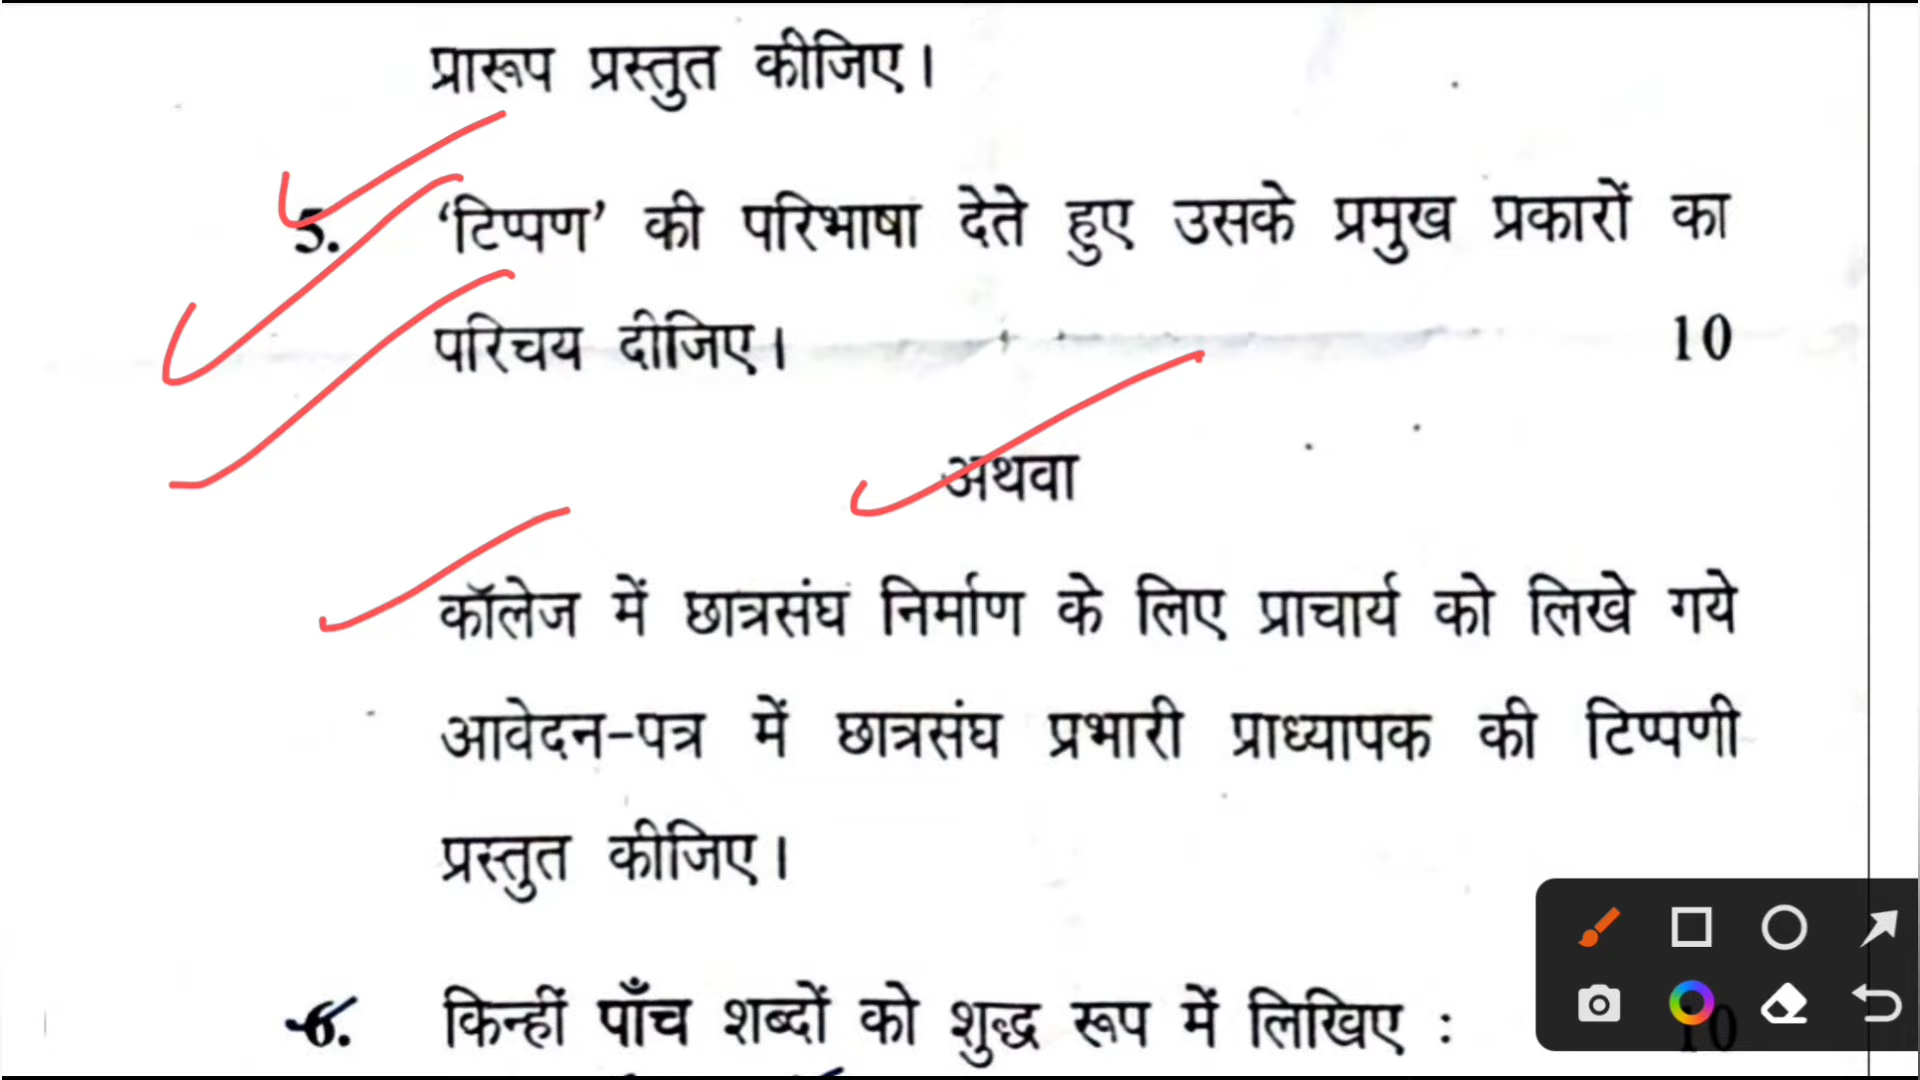 प्रारूप प्रस्तुत कीजिए।
5. ‘टिप्पण’ की परिभाषा देते हुए उसके प्रमुख प्रकारों का
परिचय दीजिए। 10
अथवा
कॉलेज में छात्रसंघ निर्माण के लिए प्राचार्य को लिखे गये
आवेदन-पत्र में छात्रसंघ प्रभारी प्राध्यापक की टिप्पणी
प्रस्तुत कीजिए।
6. किन्हीं पाँच शब्दों को शुद्ध रूप में लिखिए : 10